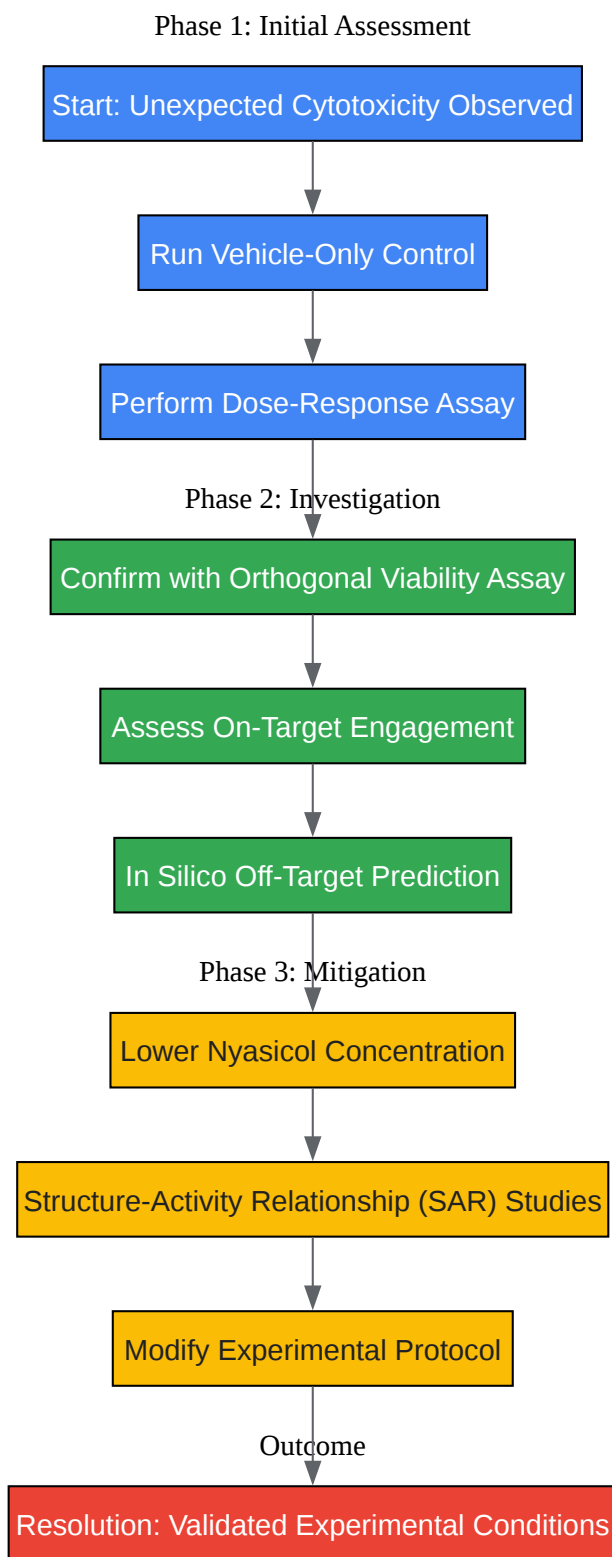 Phase 1: Initial Assessment
Start: Unexpected Cytotoxicity Observed
Run Vehicle-Only Control
Perform Dose-Response Assay
Phase 2: Investigation
Confirm with Orthogonal Viability Assay
Assess On-Target Engagement
In Silico Off-Target Prediction
Phase 3: Mitigation
Lower Nyasicol Concentration
Structure-Activity Relationship (SAR) Studies
Modify Experimental Protocol
Outcome
Resolution: Validated Experimental Conditions